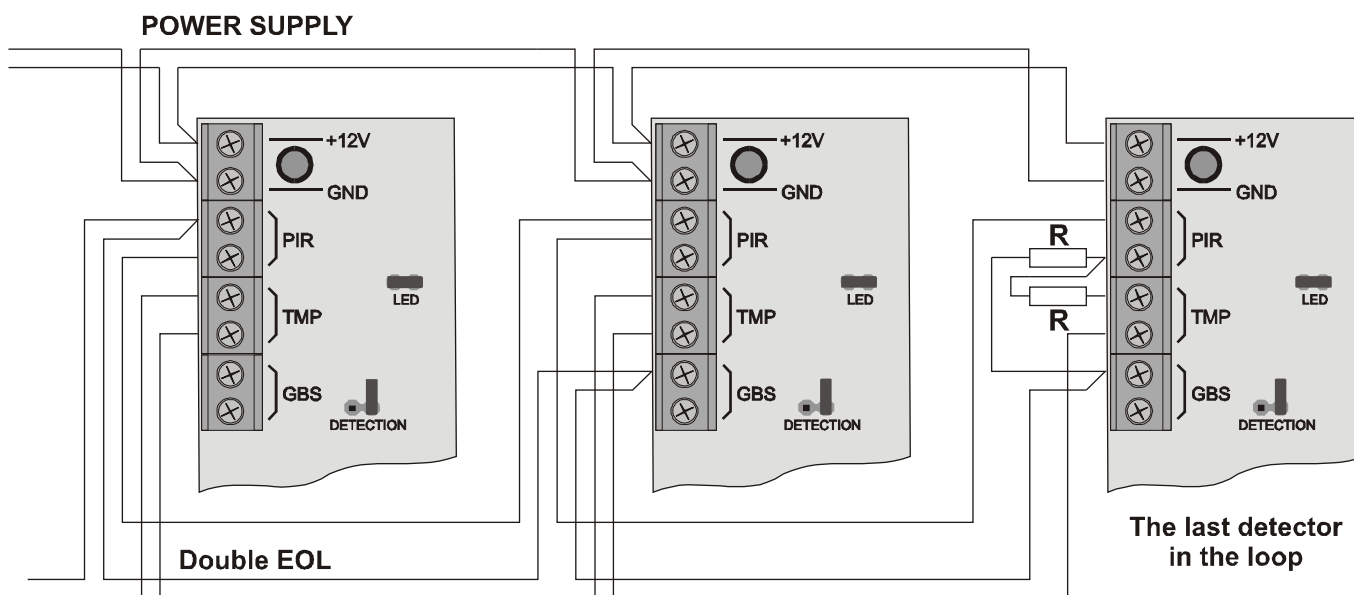 POWER SUPPLY
+12V
GND
PIR
LED
TMP
GBS
DETECTION
+12V
GND
PIR
LED
TMP
GBS
DETECTION
+12V
GND
R
PIR
LED
R
TMP
GBS
DETECTION
Double EOL
The last detector
in the loop